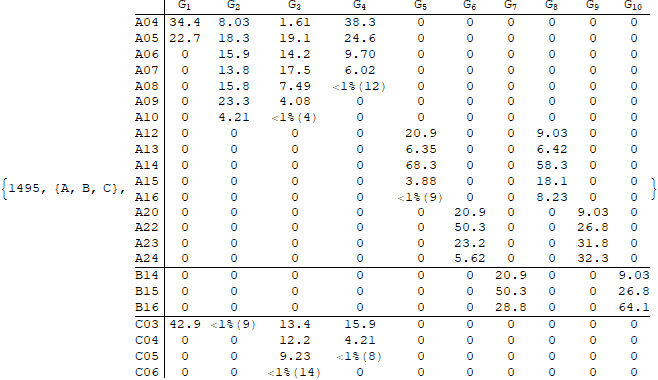 G1 G2 G3 G4 G5 G6 G7 G8 G9 G10
A04 34.4 8.03 1.61 38.3 0 0 0 0 0 0
A05 22.7 18.3 19.1 24.6 0 0 0 0 0 0
A06 0 15.9 14.2 9.70 0 0 0 0 0 0
A07 0 13.8 17.5 6.02 0 0 0 0 0 0
A08 0 15.8 7.49 <1%(12) 0 0 0 0 0 0
A09 0 23.3 4.08 0 0 0 0 0 0 0
A10 0 4.21 <1%(4) 0 0 0 0 0 0 0
A12 0 0 0 0 20.9 0 0 9.03 0 0
A13 0 0 0 0 6.35 0 0 6.42 0 0
A14 0 0 0 0 68.3 0 0 58.3 0 0
{1495, {A, B, C}, A15 0 0 0 0 3.88 0 0 18.1 0 0 }
A16 0 0 0 0 <1%(9) 0 0 8.23 0 0
A20 0 0 0 0 0 20.9 0 0 9.03 0
A22 0 0 0 0 0 50.3 0 0 26.8 0
A23 0 0 0 0 0 23.2 0 0 31.8 0
A24 0 0 0 0 0 5.62 0 0 32.3 0
B14 0 0 0 0 0 0 20.9 0 0 9.03
B15 0 0 0 0 0 0 50.3 0 0 26.8
B16 0 0 0 0 0 0 28.8 0 0 64.1
C03 42.9 <1%(9) 13.4 15.9 0 0 0 0 0 0
C04 0 0 12.2 4.21 0 0 0 0 0 0
C05 0 0 9.23 <1%(8) 0 0 0 0 0 0
C06 0 0 <1%(14) 0 0 0 0 0 0 0